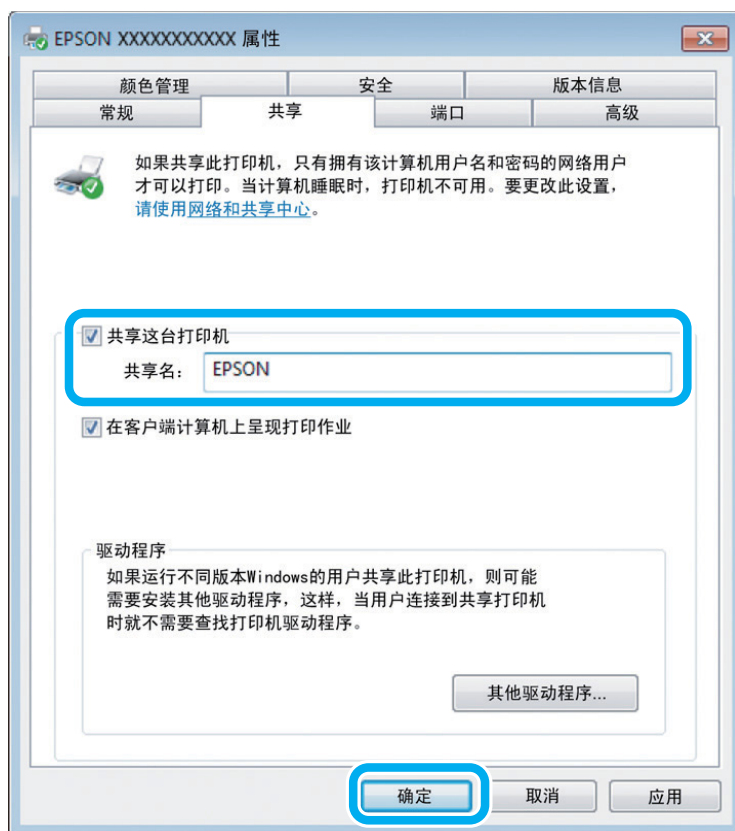 EPSON XXXXXXXXXXX 属性
颜色管理 安全 版本信息
常规 共享 端口 高级
如果共享此打印机，只有拥有该计算机用户名和密码的网络用户
才可以打印。当计算机睡眠时，打印机不可用。要更改此设置，
请使用网络和共享中心。
共享这台打印机
共享名： EPSON
在客户端计算机上呈现打印作业
驱动程序
如果运行不同版本Windows的用户共享此打印机，则可能
需要安装其他驱动程序，这样，当用户连接到共享打印机
时就不需要查找打印机驱动程序。
其他驱动程序...
确定 取消 应用